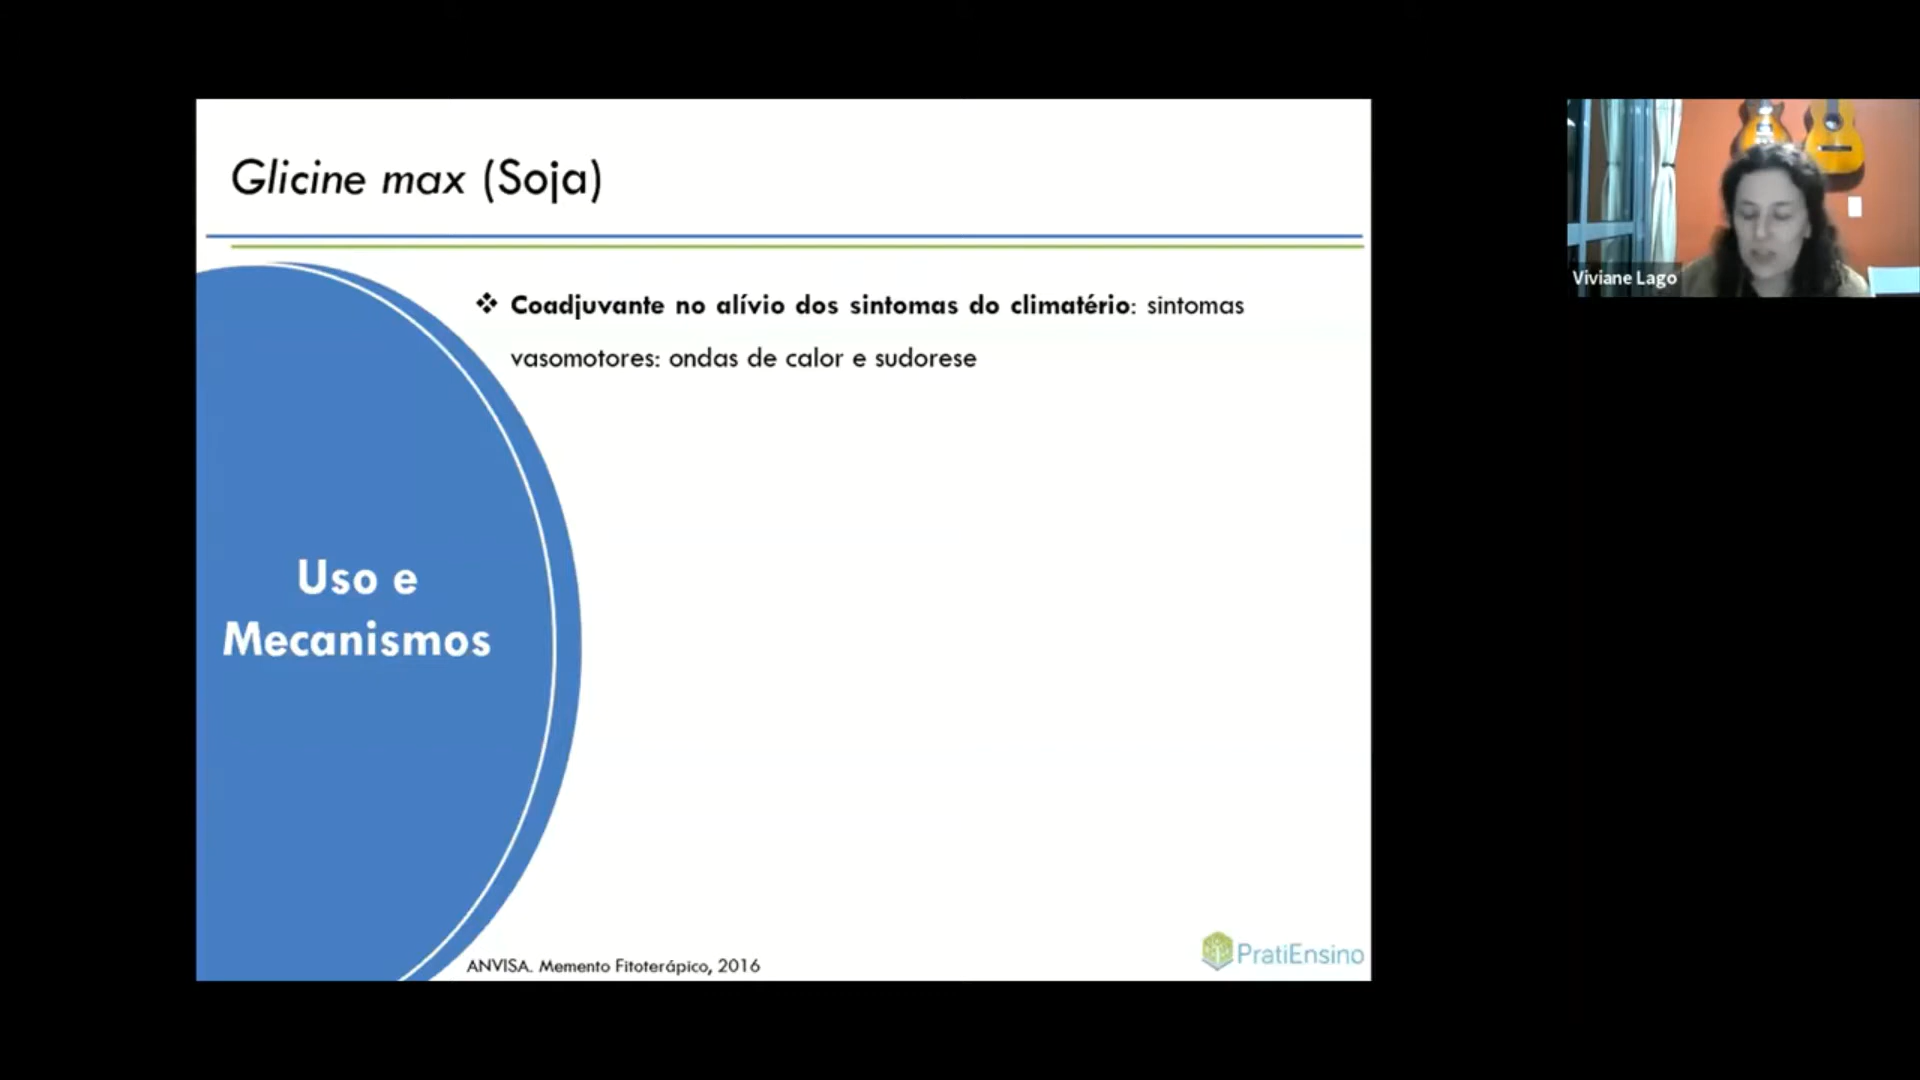 Glicine max (Soja)
❖ Coadjuvante no alívio dos sintomas do climatério: sintomas
vasomotores: ondas de calor e sudorese
Uso e
Mecanismos
ANVISA. Memento Fitoterápico, 2016
PratiEnsino
Viviane Lago